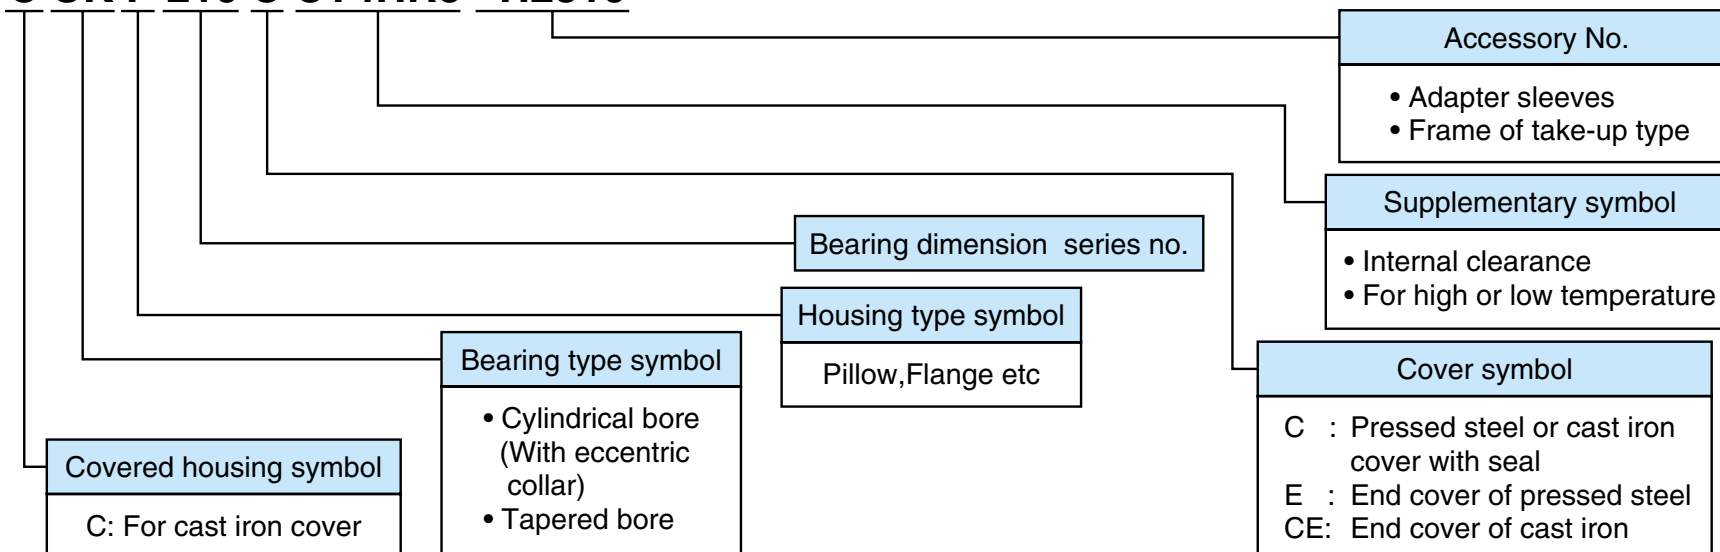 Accessory No.
• Adapter sleeves
• Frame of take-up type
Supplementary symbol
• Internal clearance
• For high or low temperature
Bearing dimension series no.
Housing type symbol
Pillow,Flange etc
Bearing type symbol
• Cylindrical bore
(With eccentric
collar)
• Tapered bore
Cover symbol
C : Pressed steel or cast iron
cover with seal
E : End cover of pressed steel
CE: End cover of cast iron
Covered housing symbol
C: For cast iron cover